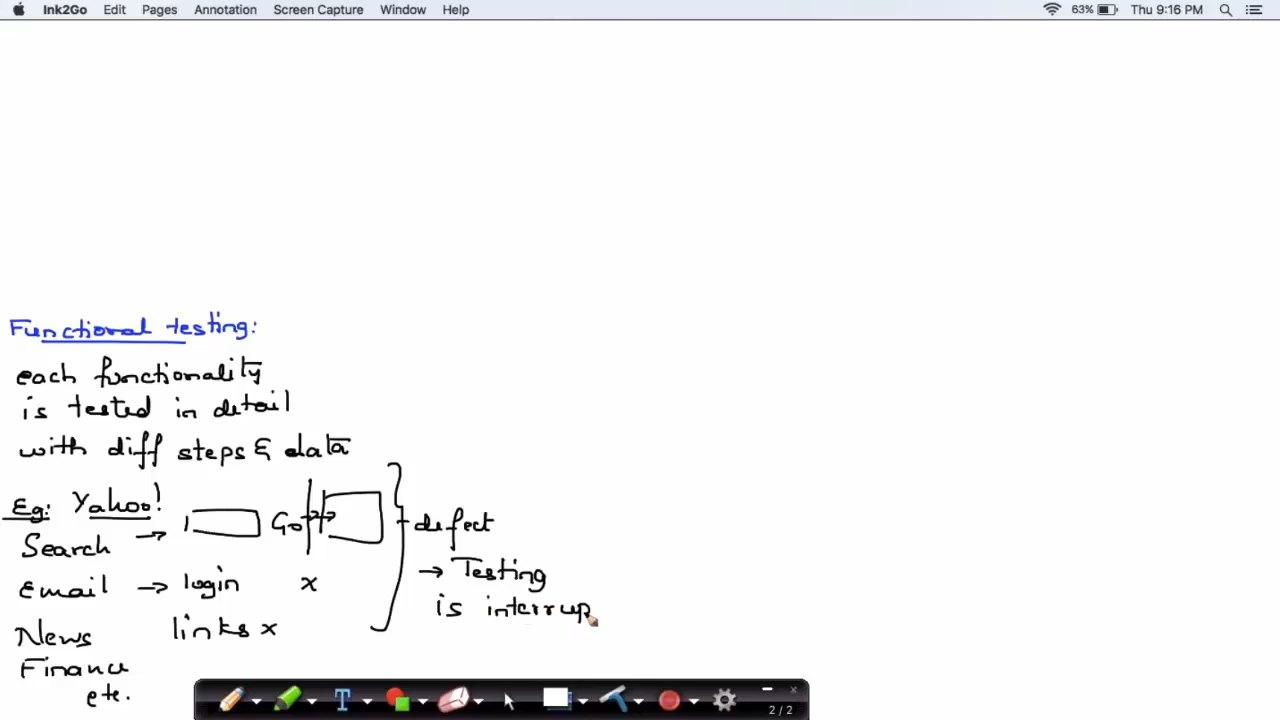 Ink2Go Edit Pages Annotation Screen Capture Window Help 63% Thu 9:16 PM
Functional testing:
each functionality
is tested in detail
with diff steps & data
Eg: Yahoo!
Go
defect
Search →
Email → login x
→ Testing
is interrup
News links x
Finance
etc.
T
2 / 2